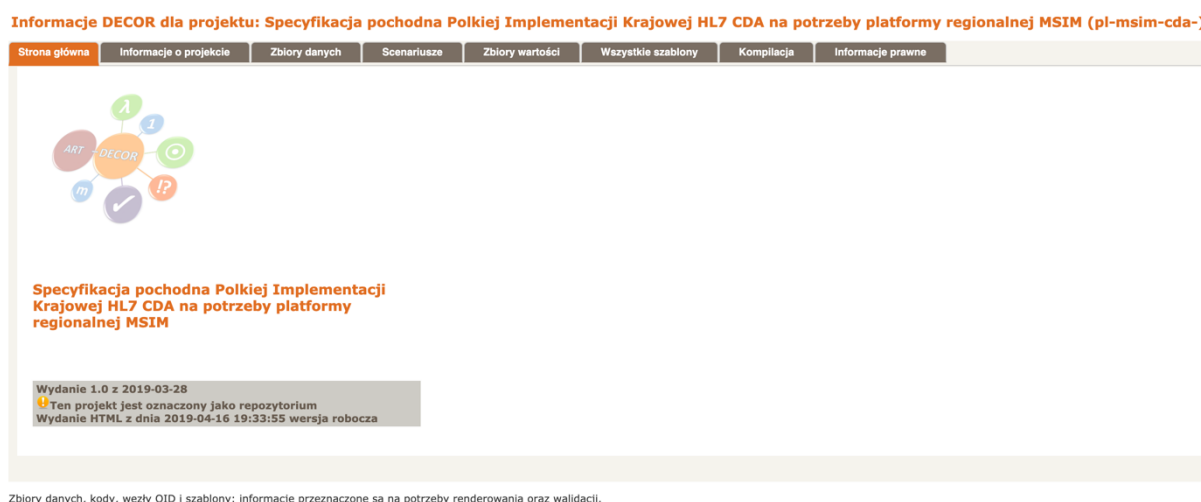 Informacje DECOR dla projektu: Specyfikacja pochodna Polkiej Implementacji Krajowej HL7 CDA na potrzeby platformy regionalnej MSIM (pl-msim-cda-)
Strona główna Informacje o projekcie Zbiory danych Scenariusze Zbiory wartości Wszystkie szablony Kompilacja Informacje prawne
λ
1
ART DECOR
m !?
Specyfikacja pochodna Polkiej Implementacji
Krajowej HL7 CDA na potrzeby platformy
regionalnej MSIM
Wydanie 1.0 z 2019-03-28
Ten projekt jest oznaczony jako repozytorium
Wydanie HTML z dnia 2019-04-16 19:33:55 wersja robocza
Zbiory danych, kody, węzły OID i szablony: informacje przeznaczone są na potrzeby renderowania oraz walidacji.